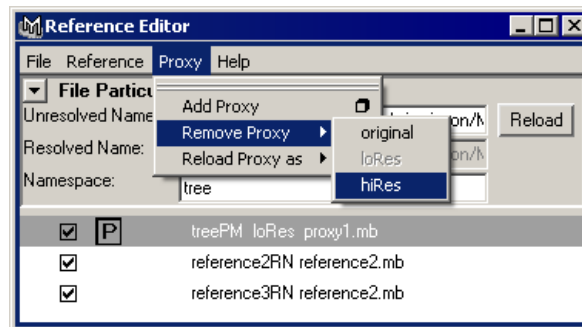 Reference Editor
File Reference Proxy Help
File Particu
Unresolved Name
Reload
Resolved Name:
Namespace:
tree
Add Proxy
Remove Proxy
Reload Proxy as
original
loRes
hiRes
P treePM loRes proxy1.mb
reference2RN reference2.mb
reference3RN reference2.mb